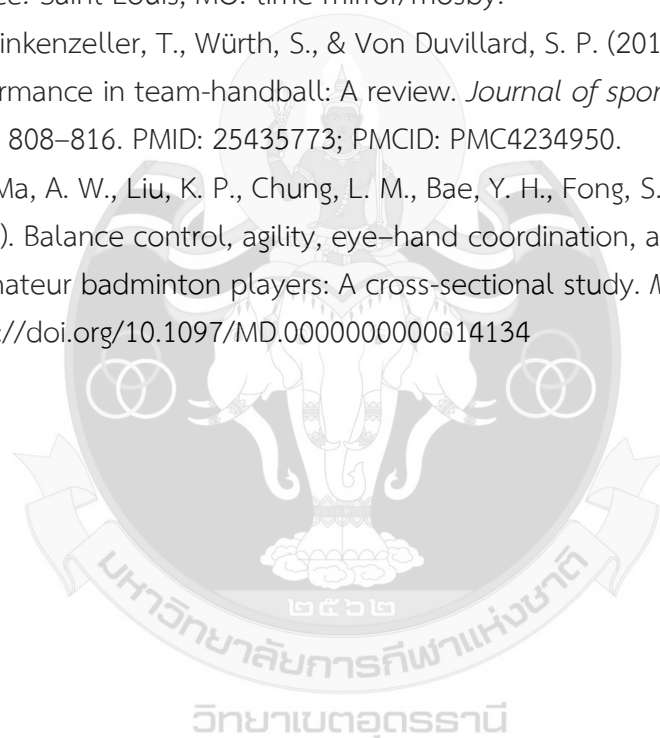 ce. Saint Louis, MO: time mirror/mosby.
inkenzeller, T., Würth, S., & Von Duvillard, S. P. (201
rmance in team-handball: A review. Journal of spor
808–816. PMID: 25435773; PMCID: PMC4234950.
Ma, A. W., Liu, K. P., Chung, L. M., Bae, Y. H., Fong, S.
). Balance control, agility, eye–hand coordination, a
nateur badminton players: A cross-sectional study. M
://doi.org/10.1097/MD.0000000000014134
๒๕๖๒
มหาวิทยาลัยการกีฬาแห่งชาติ
วิทยาเขตอุดรธานี